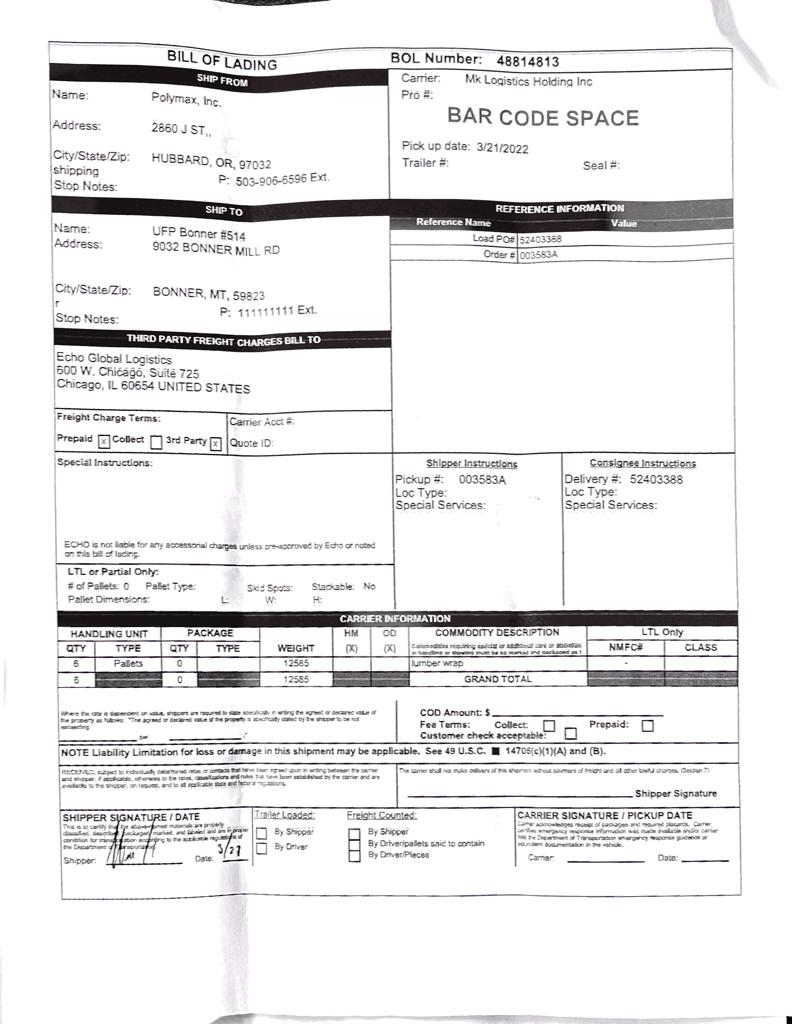 BILL OF LADING
BOL Number: 48814813
SHIP FROM
Name: Polymax, Inc.
Address: 2860 J ST,,
City/State/Zip: HUBBARD, OR, 97032
shipping P: 503-906-6596 Ext.
Stop Notes:
Carrier: Mk Logistics Holding Inc
Pro #:
BAR CODE SPACE
Pick up date: 3/21/2022
Trailer #: Seal #:
SHIP TO
Name: UFP Bonner #514
Address: 9032 BONNER MILL RD
City/State/Zip: BONNER, MT, 59823
r P: 111111111 Ext.
Stop Notes:
REFERENCE INFORMATION
Reference Name Value
Load PO# 52403388
Order # 003583A
THIRD PARTY FREIGHT CHARGES BILL TO
Echo Global Logistics
600 W. Chicago, Suite 725
Chicago, IL 60654 UNITED STATES
Freight Charge Terms:
Prepaid x Collect 3rd Party x
Carrier Acct #:
Quote ID:
Special Instructions:
ECHO is not liable for any accessorial charges unless pre-approved by Echo or noted
on this bill of lading.
Shipper Instructions
Pickup #: 003583A
Loc Type:
Special Services:
Consignee Instructions
Delivery #: 52403388
Loc Type:
Special Services:
LTL or Partial Only:
# of Pallets: 0 Pallet Type: Skid Spots: Stackable: No
Pallet Dimensions: L: W: H:
CARRIER INFORMATION
HANDLING UNIT PACKAGE HM OD COMMODITY DESCRIPTION LTL Only
QTY TYPE QTY TYPE WEIGHT (X) (X) Commodities requiring special or additional care or attention NMFC# CLASS
in handling or stowing must be so marked and packaged as t
6 Pallets 0 12585 lumber wrap -
6 0 12585 GRAND TOTAL
Where the rate is dependent on value, shippers are required to state specifically in writing the agreed or declared value of
the property as follows: "The agreed or declared value of the property is specifically stated by the shipper to be not
exceeding
per
COD Amount: $
Fee Terms: Collect: Prepaid:
Customer check acceptable:
NOTE Liability Limitation for loss or damage in this shipment may be applicable. See 49 U.S.C. ■ 14706(c)(1)(A) and (B).
RECEIVED, subject to individually determined rates or contracts that have been agreed upon in writing between the carrier
and shipper, if applicable, otherwise to the rates, classifications and rules that have been established by the carrier and are
available to the shipper, on request, and to all applicable state and federal regulations.
The carrier shall not make delivery of this shipment without payment of freight and all other lawful charges. (Section 7)
Shipper Signature
SHIPPER SIGNATURE / DATE
This is to certify that the above named materials are properly
classified, described, market, and labeled and are in proper
condition for transportation according to the applicable regulations of
the Department of Transportation.
Shipper: Date: 3/21
Trailer Loaded:
By Shipper
By Driver
Freight Counted:
By Shipper
By Driver/pallets said to contain
By Driver/Pieces
CARRIER SIGNATURE / PICKUP DATE
Carrier acknowledges receipt of packages and required placards. Carrier
certifies emergency response information was made available and/or carrier
has the Department of Transportation emergency response guidebook or
equivalent documentation in the vehicle.
Carrier: Date: